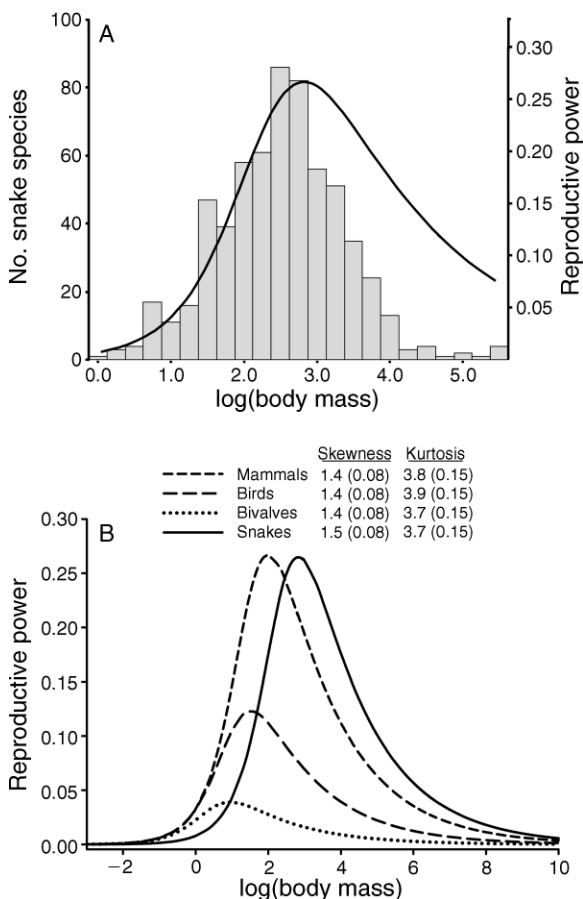 A
100
80
60
40
20
0
No. snake species
0.30
0.25
0.20
0.15
0.10
0.05
Reproductive power
0.0 1.0 2.0 3.0 4.0 5.0
log(body mass)
Skewness Kurtosis
Mammals 1.4 (0.08) 3.8 (0.15)
Birds 1.4 (0.08) 3.9 (0.15)
Bivalves 1.4 (0.08) 3.7 (0.15)
Snakes 1.5 (0.08) 3.7 (0.15)
B
0.30
0.25
0.20
0.15
0.10
0.05
0.00
Reproductive power
−2 0 2 4 6 8 10
log(body mass)